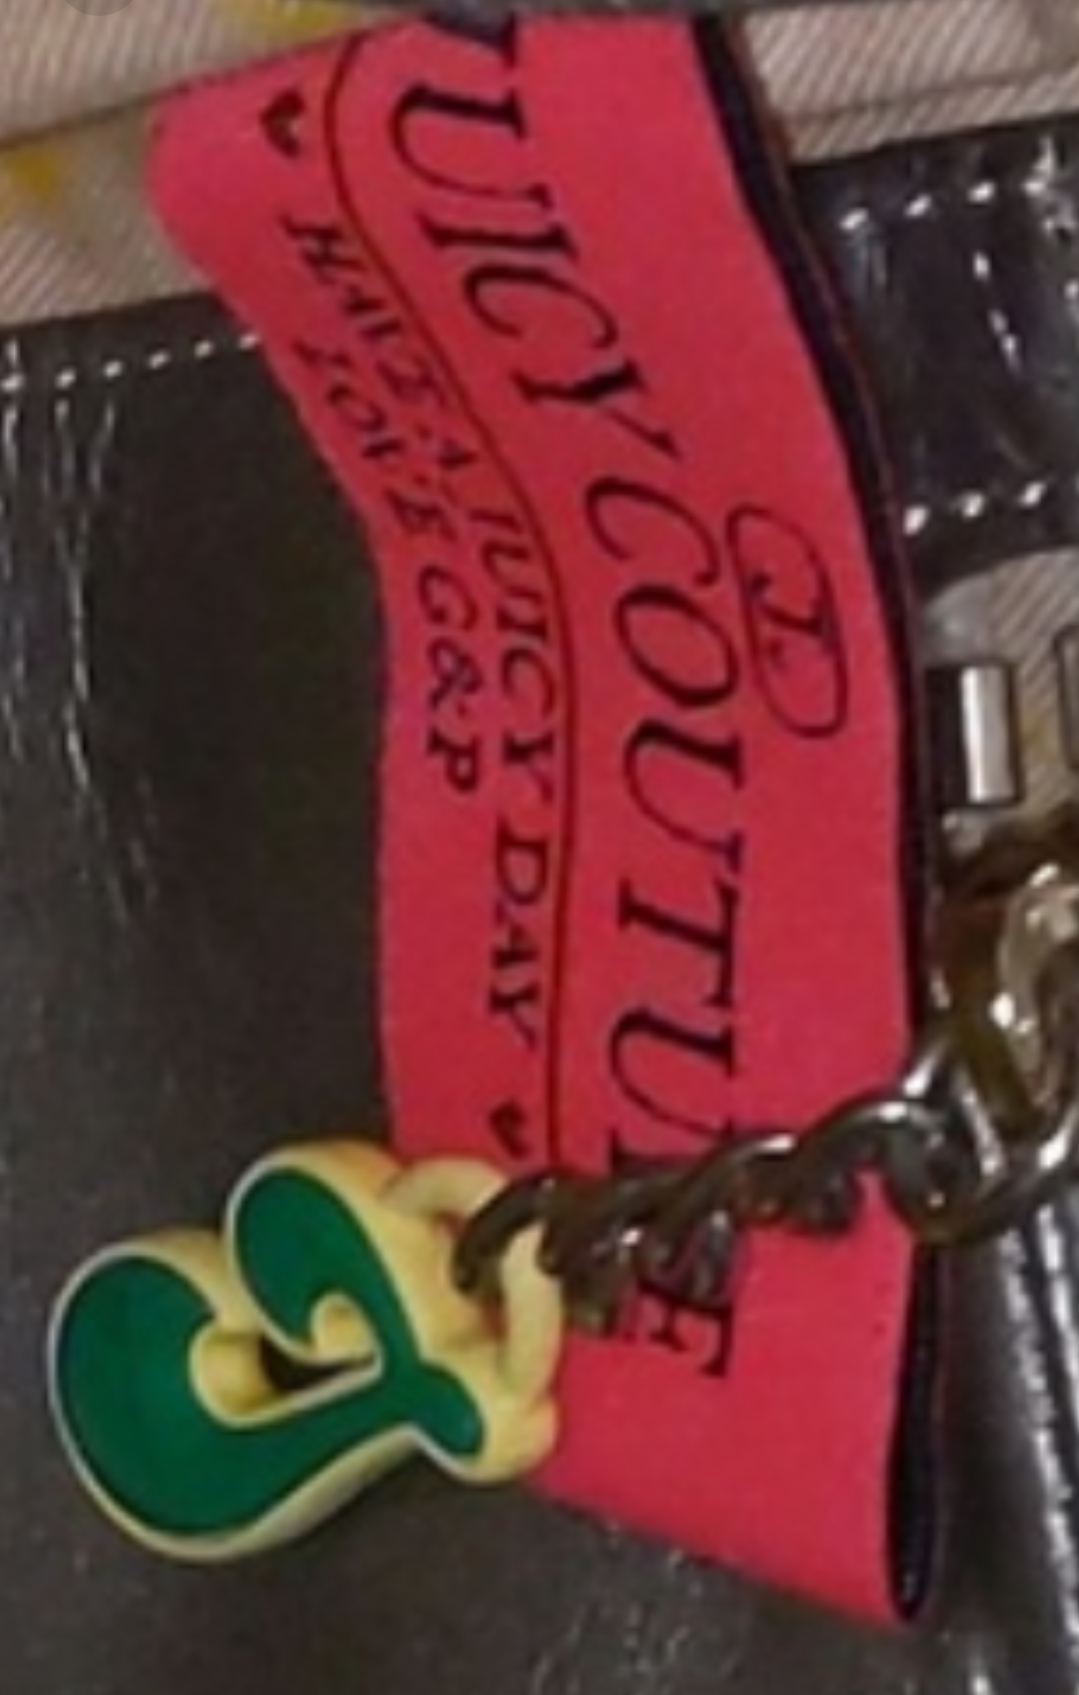 J.
JUICY COUTURE
♥ HAVE A JUICY DAY ♥
LOVE G&P
J